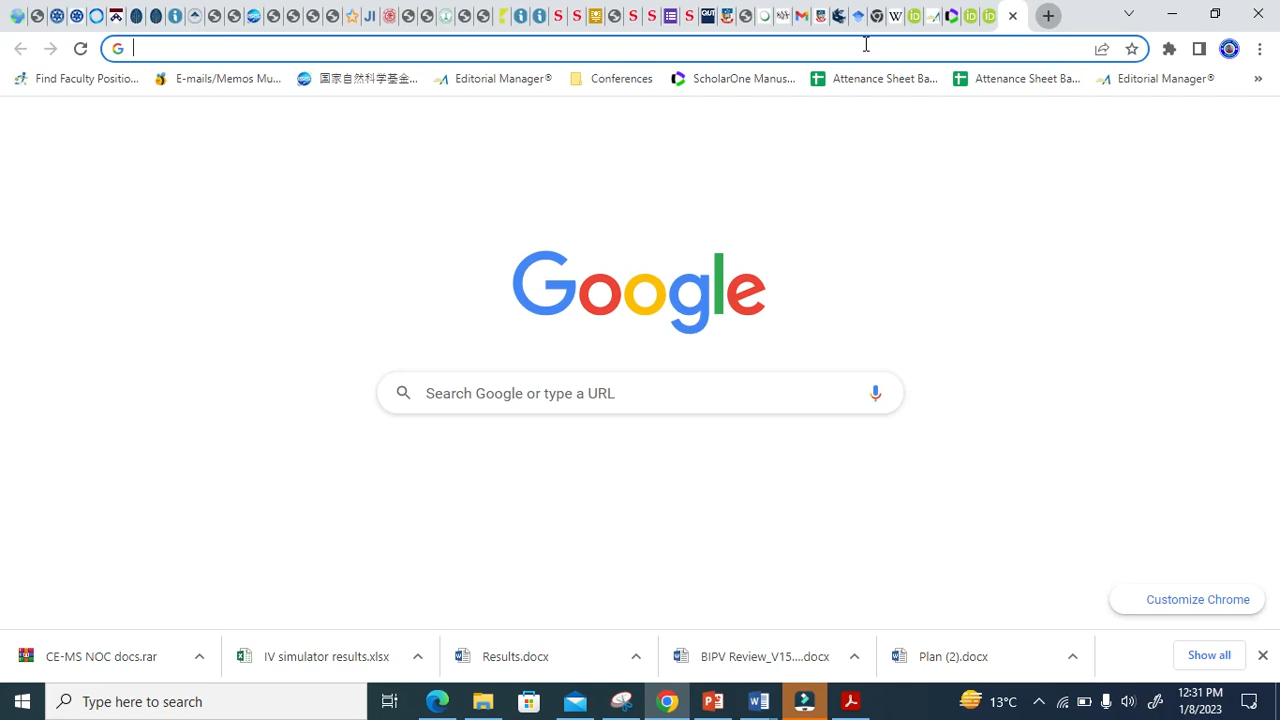 Find Faculty Positio...
E-mails/Memos Mu...
国家自然科学基金...
Editorial Manager®
Conferences
ScholarOne Manus...
Attenance Sheet Ba...
Attenance Sheet Ba...
Editorial Manager®
Google
Search Google or type a URL
Customize Chrome
CE-MS NOC docs.rar
IV simulator results.xlsx
Results.docx
BIPV Review_V15....docx
Plan (2).docx
Show all
Type here to search
13°C
12:31 PM
1/8/2023